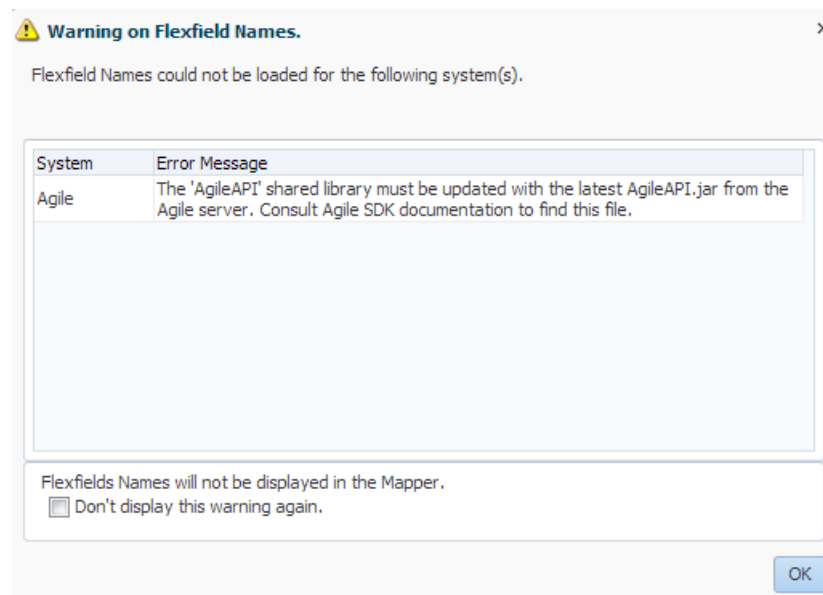 Warning on Flexfield Names.
Flexfield Names could not be loaded for the following system(s).
System Error Message
Agile The 'AgileAPI' shared library must be updated with the latest AgileAPI.jar from the
Agile server. Consult Agile SDK documentation to find this file.
Flexfields Names will not be displayed in the Mapper.
Don't display this warning again.
OK